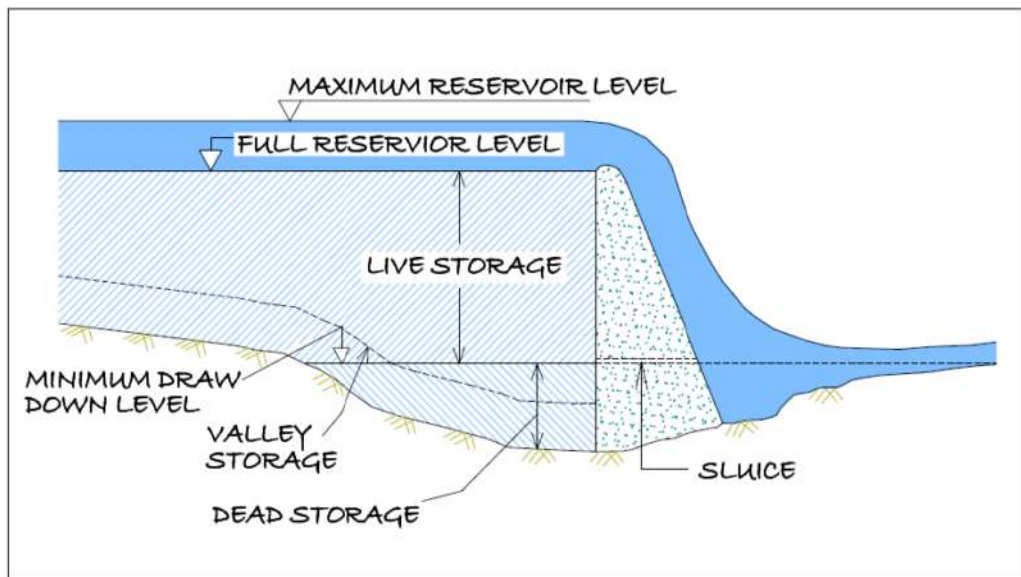 MAXIMUM RESERVOIR LEVEL
FULL RESERVIOR LEVEL
LIVE STORAGE
MINIMUM DRAW
DOWN LEVEL
VALLEY
STORAGE
SLUICE
DEAD STORAGE